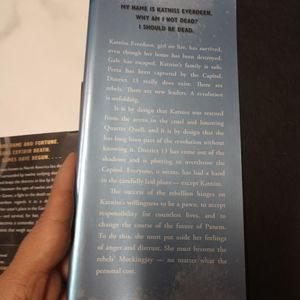 MY NAME IS KATNISS EVERDEEN.
WHY AM I NOT DEAD?
I SHOULD BE DEAD.
Katniss Everdeen, girl on fire, has survived,
even though her home has been destroyed.
Gale has escaped. Katniss's family is safe.
Peeta has been captured by the Capitol.
District 13 really does exist. There are
rebels. There are new leaders. A revolution
is unfolding.
It is by design that Katniss was rescued
from the arena in the cruel and haunting
Quarter Quell, and it is by design that she
has long been part of the revolution without
knowing it. District 13 has come out of the
shadows and is plotting to overthrow the
Capitol. Everyone, it seems, has had a hand
in the carefully laid plans — except Katniss.
The success of the rebellion hinges on
Katniss's willingness to be a pawn, to accept
responsibility for countless lives, and to
change the course of the future of Panem.
To do this, she must put aside her feelings
of anger and distrust. She must become the
rebels' Mockingjay — no matter what the
personal cost.
FAME AND FORTUNE.
CERTAIN DEATH.
GAMES HAVE BEGUN. . . .